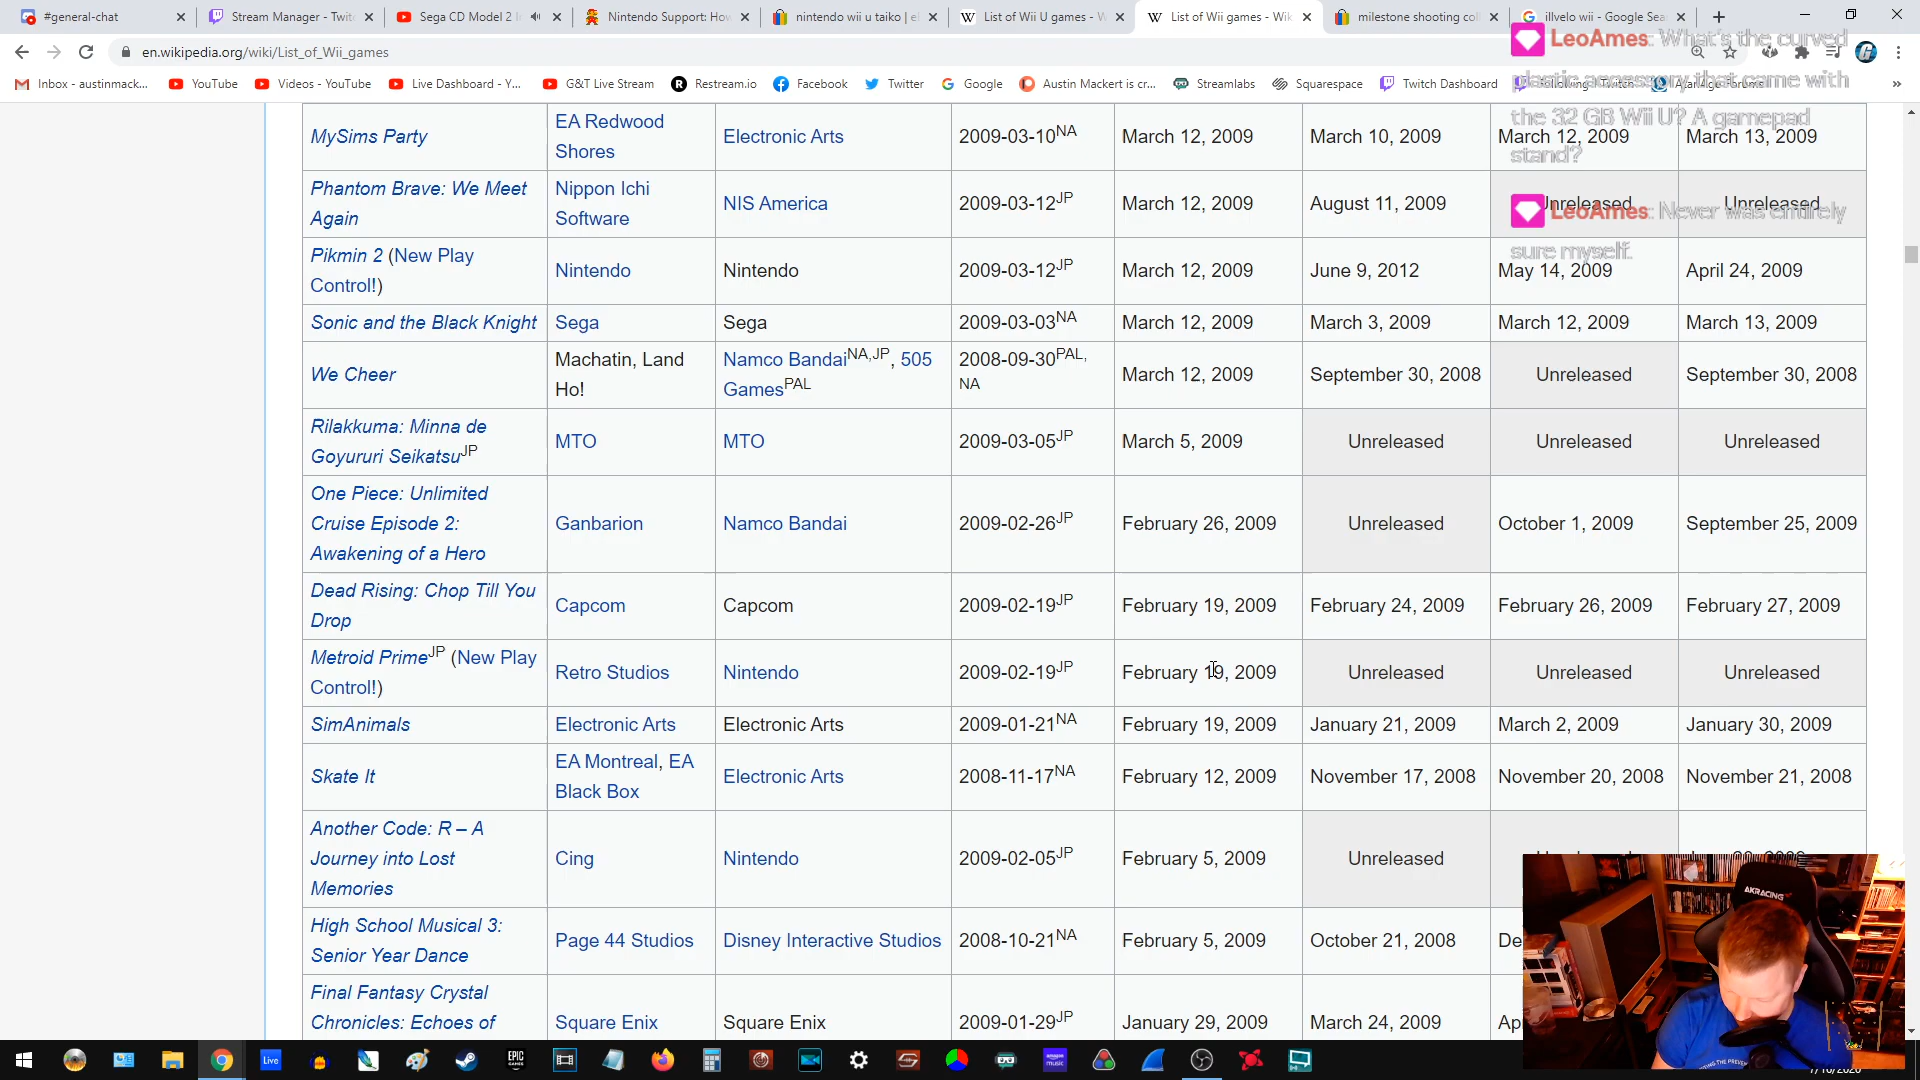 #general-chat
Stream Manager - Twitc
Sega CD Model 2 I
Nintendo Support: How
nintendo wii u taiko | e
List of Wii U games - W
List of Wii games - Wik
milestone shooting col
illvelo wii - Google Sea
en.wikipedia.org/wiki/List_of_Wii_games
Inbox - austinmack...
YouTube
Videos - YouTube
Live Dashboard - Y...
G&T Live Stream
Restream.io
Facebook
Twitter
Google
Austin Mackert is cr...
Streamlabs
Squarespace
Twitch Dashboard
LeoAmes: What's the curved
plastic accessory that came with
the 32 GB Wii U? A gamepad
stand?
LeoAmes: Never was entirely
sure myself.
MySims Party EA Redwood Shores Electronic Arts 2009-03-10NA March 12, 2009 March 10, 2009 March 12, 2009 March 13, 2009
Phantom Brave: We Meet Again Nippon Ichi Software NIS America 2009-03-12JP March 12, 2009 August 11, 2009 Unreleased Unreleased
Pikmin 2 (New Play Control!) Nintendo Nintendo 2009-03-12JP March 12, 2009 June 9, 2012 May 14, 2009 April 24, 2009
Sonic and the Black Knight Sega Sega 2009-03-03NA March 12, 2009 March 3, 2009 March 12, 2009 March 13, 2009
We Cheer Machatin, Land Ho! Namco BandaiNA,JP, 505 GamesPAL 2008-09-30PAL, NA March 12, 2009 September 30, 2008 Unreleased September 30, 2008
Rilakkuma: Minna de Goyururi SeikatsuJP MTO MTO 2009-03-05JP March 5, 2009 Unreleased Unreleased Unreleased
One Piece: Unlimited Cruise Episode 2: Awakening of a Hero Ganbarion Namco Bandai 2009-02-26JP February 26, 2009 Unreleased October 1, 2009 September 25, 2009
Dead Rising: Chop Till You Drop Capcom Capcom 2009-02-19JP February 19, 2009 February 24, 2009 February 26, 2009 February 27, 2009
Metroid PrimeJP (New Play Control!) Retro Studios Nintendo 2009-02-19JP February 19, 2009 Unreleased Unreleased Unreleased
SimAnimals Electronic Arts Electronic Arts 2009-01-21NA February 19, 2009 January 21, 2009 March 2, 2009 January 30, 2009
Skate It EA Montreal, EA Black Box Electronic Arts 2008-11-17NA February 12, 2009 November 17, 2008 November 20, 2008 November 21, 2008
Another Code: R – A Journey into Lost Memories Cing Nintendo 2009-02-05JP February 5, 2009 Unreleased
High School Musical 3: Senior Year Dance Page 44 Studios Disney Interactive Studios 2008-10-21NA February 5, 2009 October 21, 2008 De
Final Fantasy Crystal Chronicles: Echoes of Square Enix Square Enix 2009-01-29JP January 29, 2009 March 24, 2009 Ap
AKRACING
Live
EPIC GAMES
amazon music